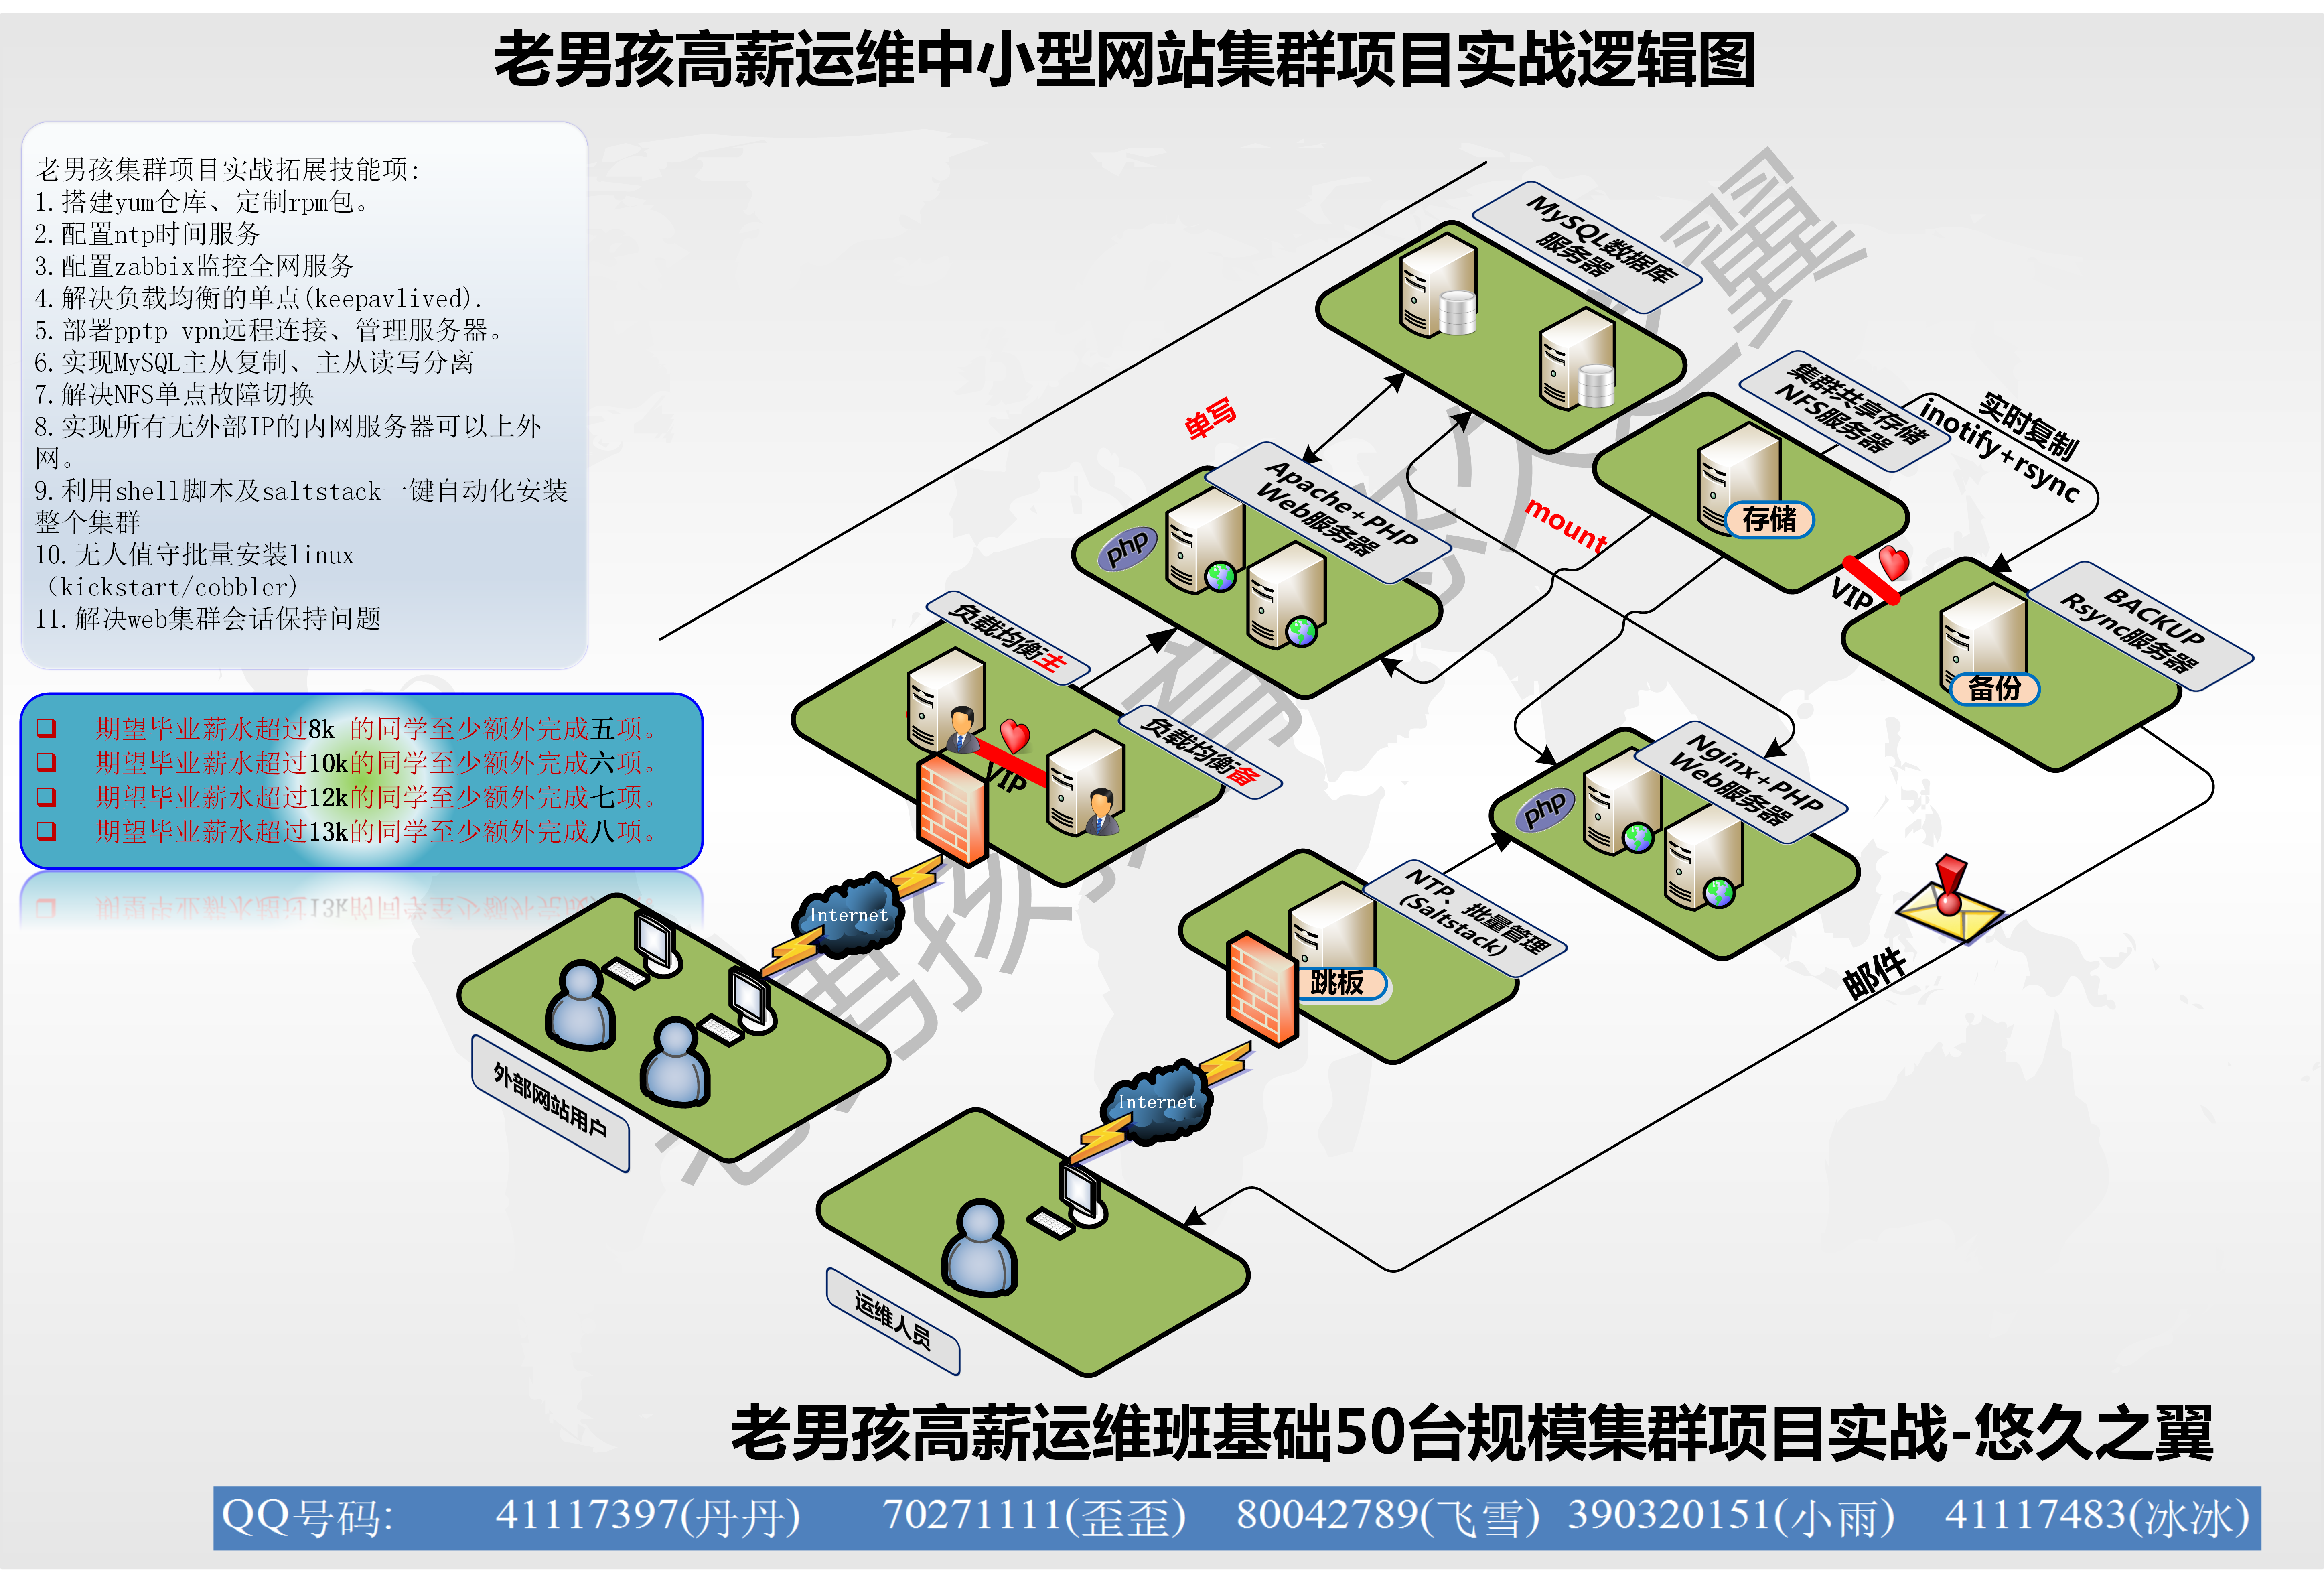 老男孩高薪运维中小型网站集群项目实战逻辑图
老男孩集群项目实战拓展技能项:
1.搭建yum仓库、定制rpm包。
2.配置ntp时间服务
3.配置zabbix监控全网服务
4.解决负载均衡的单点(keepavlived).
5.部署pptp vpn远程连接、管理服务器。
6.实现MySQL主从复制、主从读写分离
7.解决NFS单点故障切换
8.实现所有无外部IP的内网服务器可以上外
网。
9.利用shell脚本及saltstack一键自动化安装
整个集群
10.无人值守批量安装linux
（kickstart/cobbler)
11.解决web集群会话保持问题
期望毕业薪水超过8k 的同学至少额外完成五项。
期望毕业薪水超过10k的同学至少额外完成六项。
期望毕业薪水超过12k的同学至少额外完成七项。
期望毕业薪水超过13k的同学至少额外完成八项。
MySQL数据库
服务器
集群共享存储
NFS服务器
实时复制
inotify+rsync
单写
Apache+PHP
Web服务器
php
mount
存储
VIP
BACKUP
Rsync服务器
备份
负载均衡主
负载均衡备
VIP
Nginx+PHP
Web服务器
php
Internet
NTP、批量管理
(Saltstack)
跳板
邮件
外部网站用户
Internet
运维人员
老男孩高薪运维班基础50台规模集群项目实战-悠久之翼
QQ号码: 41117397(丹丹) 70271111(歪歪) 80042789(飞雪) 390320151(小雨) 41117483(冰冰)